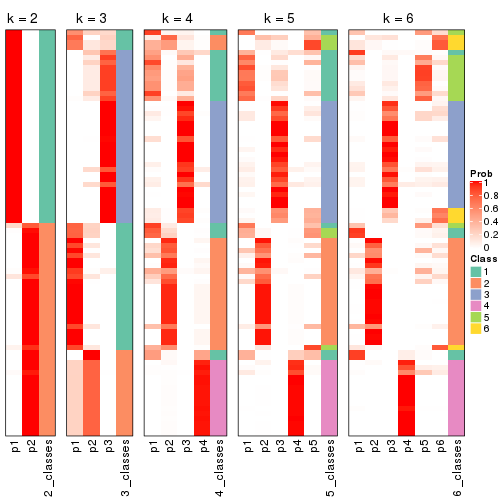 k = 2
k = 3
k = 4
k = 5
k = 6
p1
p2
2_classes
p1
p2
p3
3_classes
p1
p2
p3
p4
4_classes
p1
p2
p3
p4
p5
5_classes
p1
p2
p3
p4
p5
p6
6_classes
Prob
1
0.8
0.6
0.4
0.2
0
Class
1
2
3
4
5
6